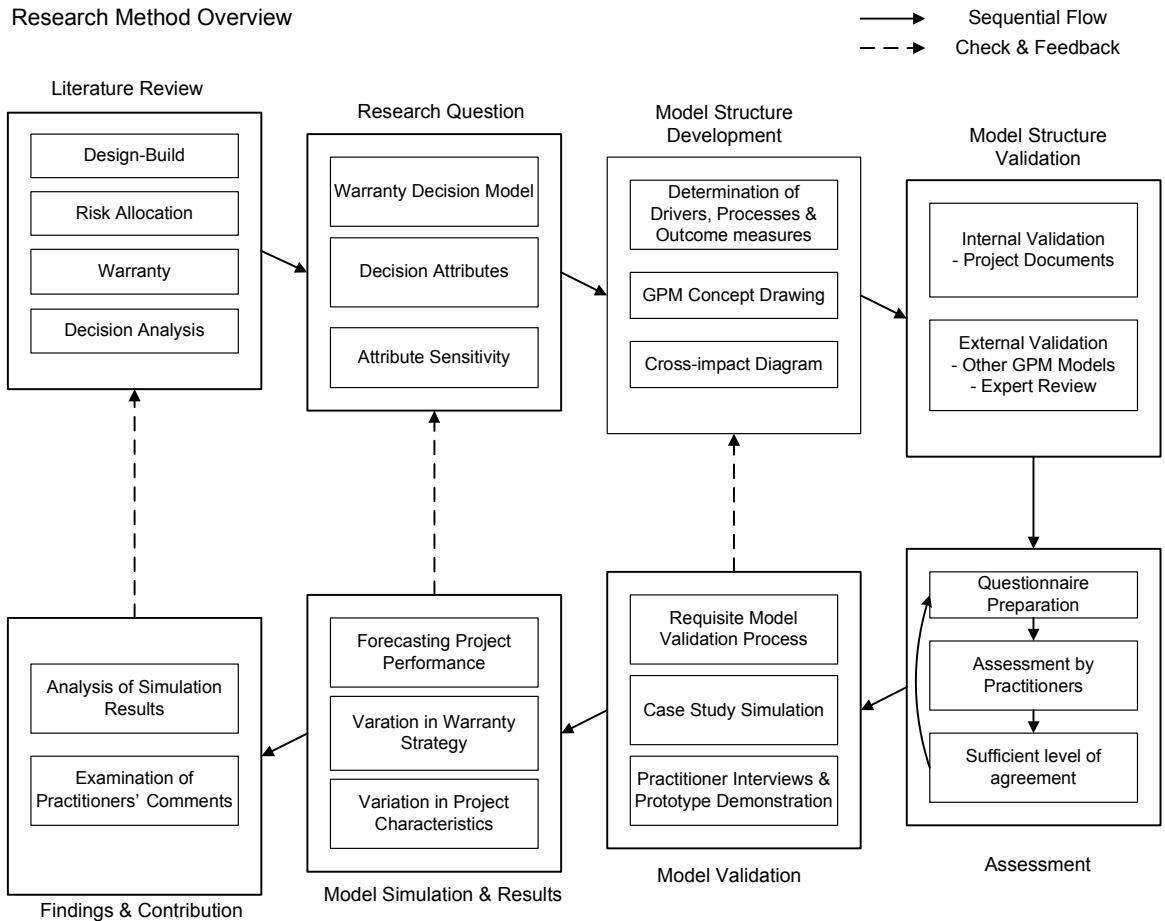 Research Method Overview
Sequential Flow
Check & Feedback
Literature Review
Design-Build
Risk Allocation
Warranty
Decision Analysis
Research Question
Warranty Decision Model
Decision Attributes
Attribute Sensitivity
Model Structure
Development
Determination of
Drivers, Processes &
Outcome measures
GPM Concept Drawing
Cross-impact Diagram
Model Structure
Validation
Internal Validation
- Project Documents
External Validation
- Other GPM Models
- Expert Review
Questionnaire
Preparation
Assessment by
Practitioners
Sufficient level of
agreement
Assessment
Requisite Model
Validation Process
Case Study Simulation
Practitioner Interviews &
Prototype Demonstration
Model Validation
Forecasting Project
Performance
Varation in Warranty
Strategy
Variation in Project
Characteristics
Model Simulation & Results
Analysis of Simulation
Results
Examination of
Practitioners’ Comments
Findings & Contribution